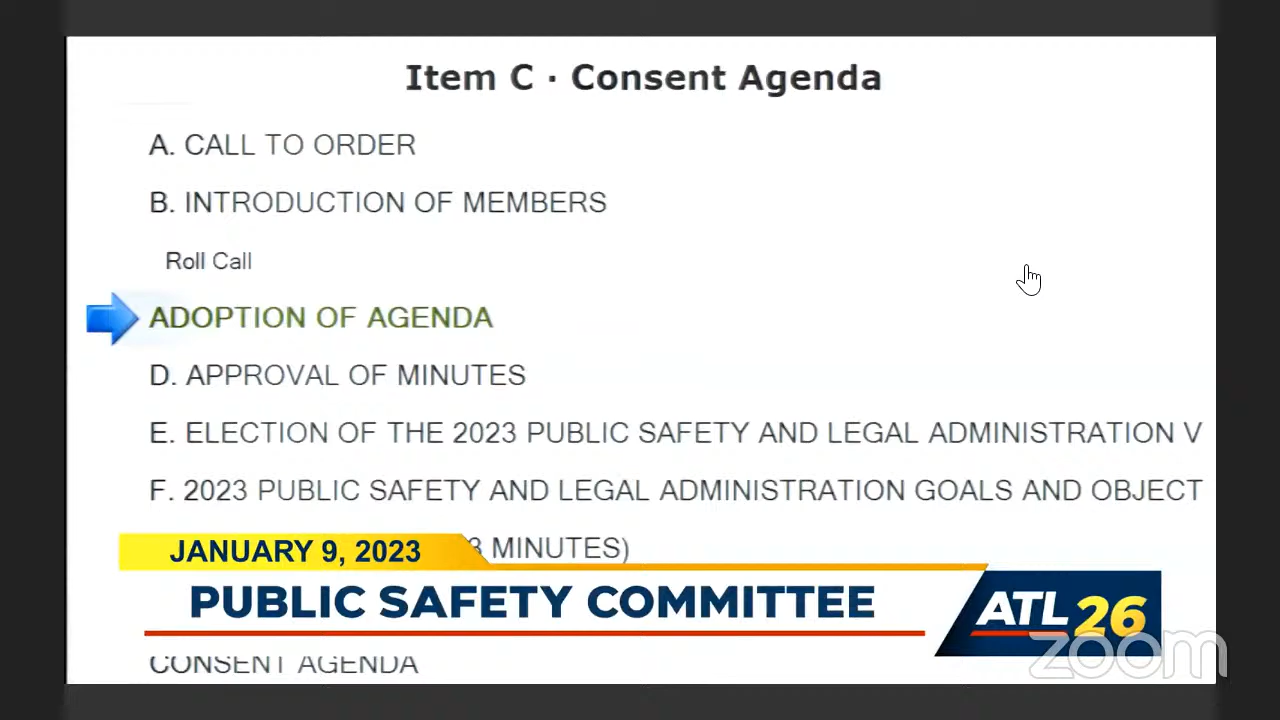 Item C · Consent Agenda
A. CALL TO ORDER
B. INTRODUCTION OF MEMBERS
Roll Call
ADOPTION OF AGENDA
D. APPROVAL OF MINUTES
E. ELECTION OF THE 2023 PUBLIC SAFETY AND LEGAL ADMINISTRATION V
F. 2023 PUBLIC SAFETY AND LEGAL ADMINISTRATION GOALS AND OBJECT
3 MINUTES)
JANUARY 9, 2023
PUBLIC SAFETY COMMITTEE
ATL 26
zoom
CONSENT AGENDA